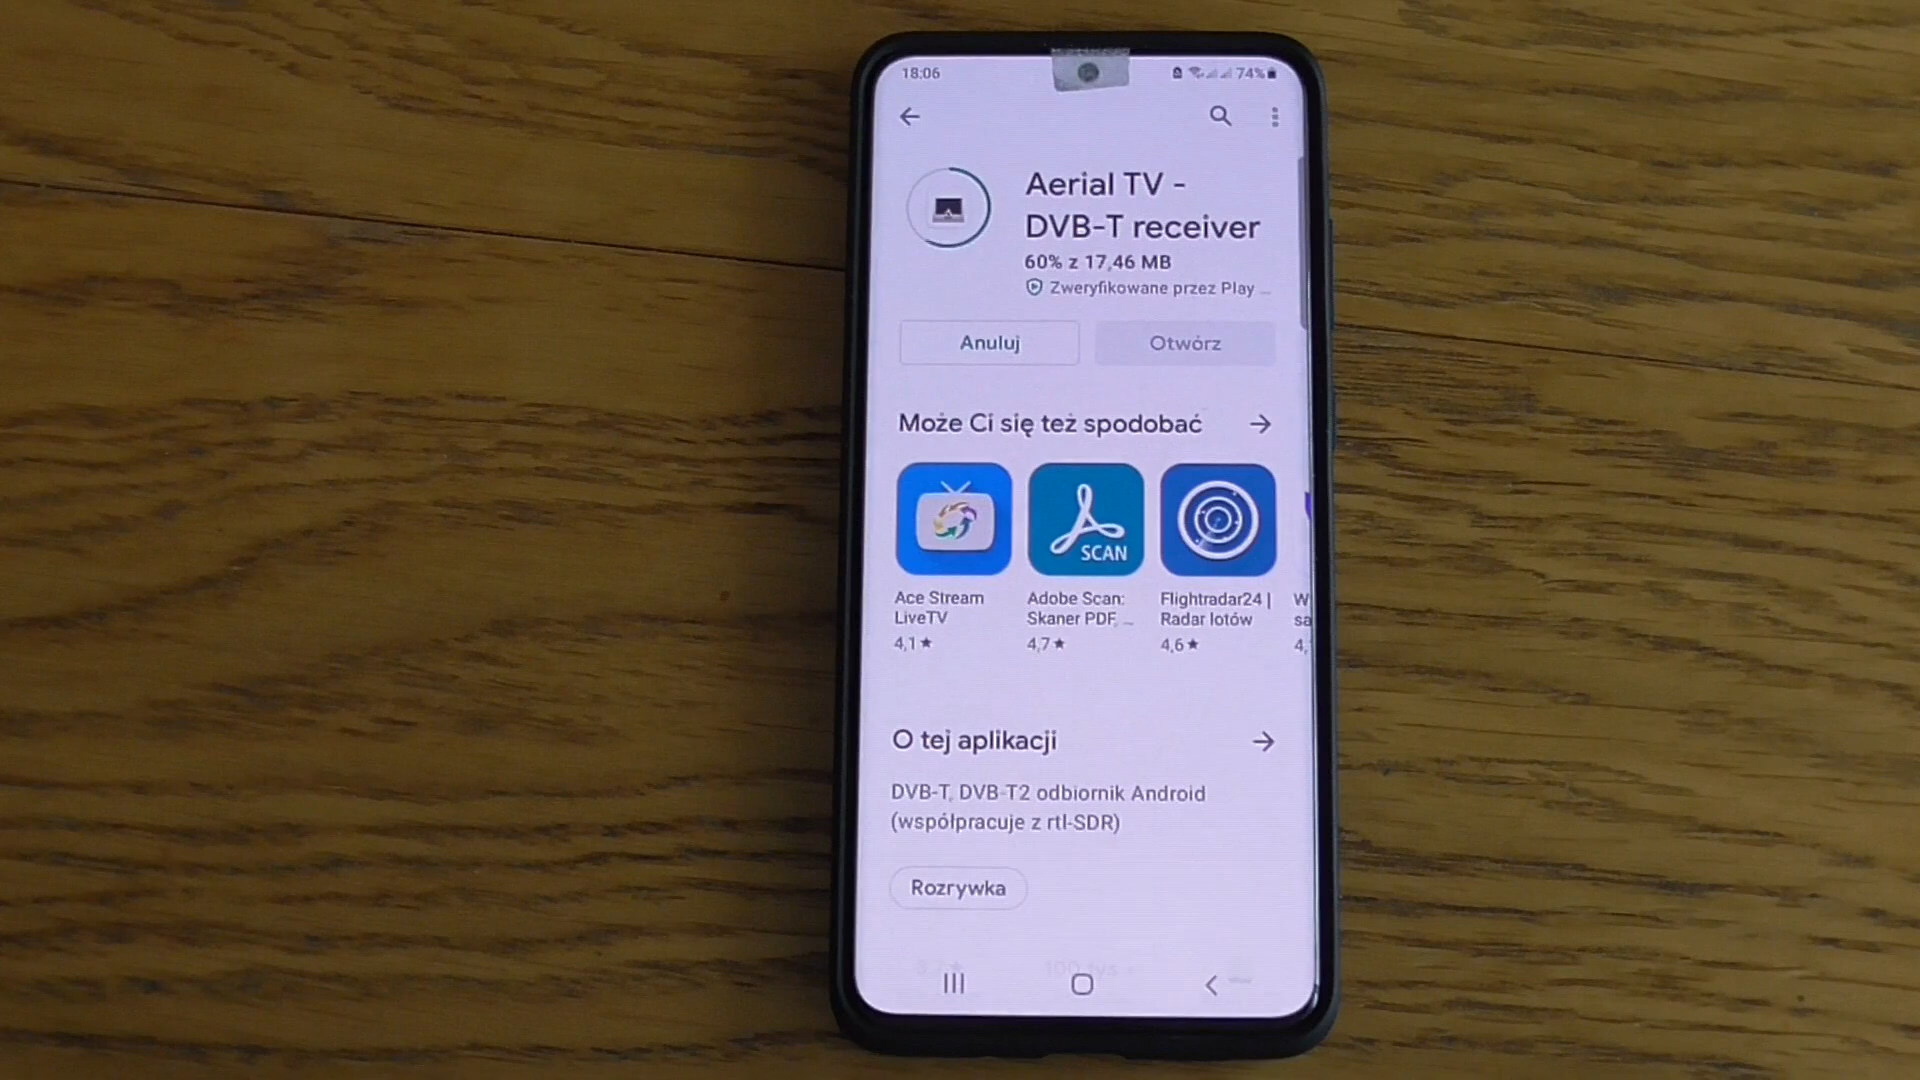 18:06
74%
Aerial TV -
DVB-T receiver
60% z 17,46 MB
Zweryfikowane przez Play ...
Anuluj
Otwórz
Może Ci się też spodobać
SCAN
Ace Stream
LiveTV
4,1★
Adobe Scan:
Skaner PDF, ...
4,7★
Flightradar24 |
Radar lotów
4,6★
W
sa
4,
O tej aplikacji
DVB-T, DVB-T2 odbiornik Android
(współpracuje z rtl-SDR)
Rozrywka